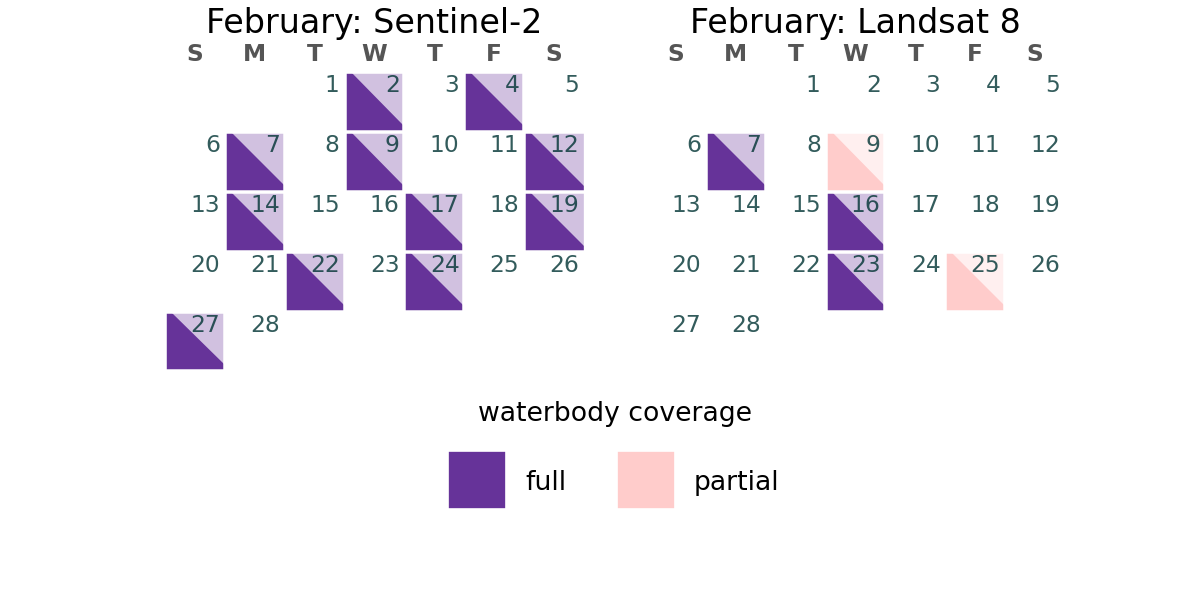 February: Sentinel-2
S M T W T F S
1 2 3 4 5
6 7 8 9 10 11 12
13 14 15 16 17 18 19
20 21 22 23 24 25 26
27 28
February: Landsat 8
S M T W T F S
1 2 3 4 5
6 7 8 9 10 11 12
13 14 15 16 17 18 19
20 21 22 23 24 25 26
27 28
waterbody coverage
full partial